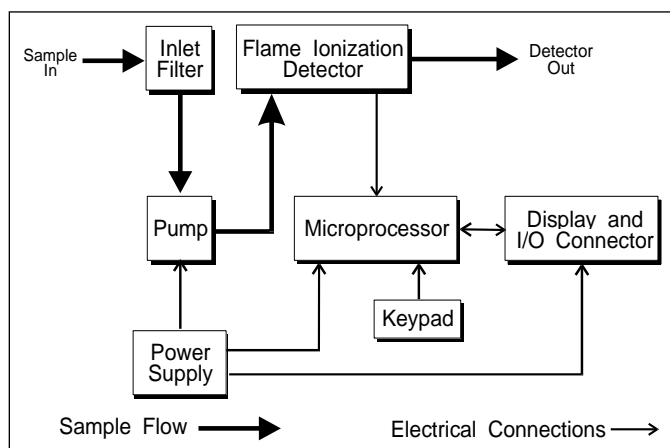 Sample
In
Inlet
Filter
Flame Ionization
Detector
Detector
Out
Pump
Microprocessor
Display and
I/O Connector
Keypad
Power
Supply
Sample Flow
Electrical Connections